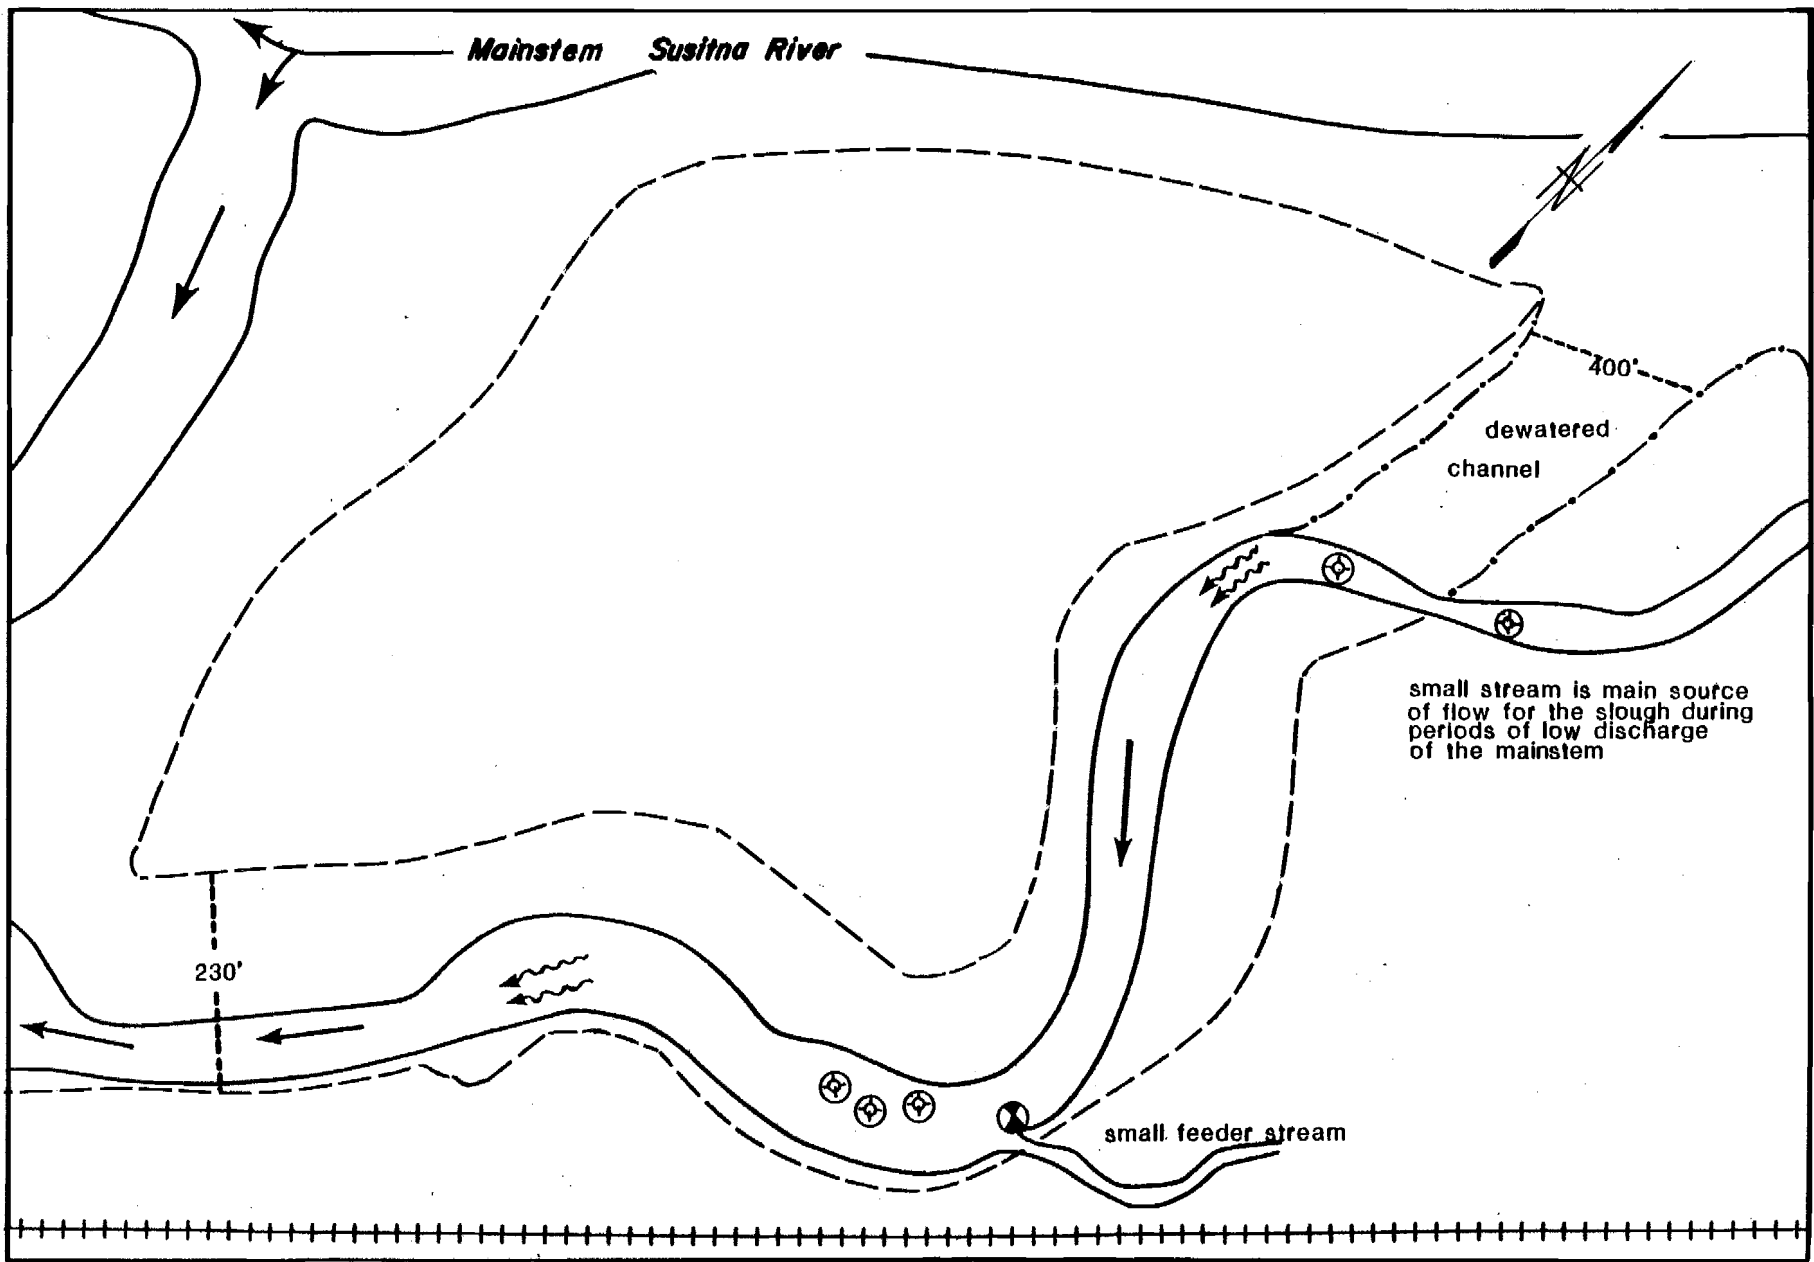 Mainstem Susitna River
400'
dewatered
channel
small stream is main source
of flow for the slough during
periods of low discharge
of the mainstem
230'
small feeder stream